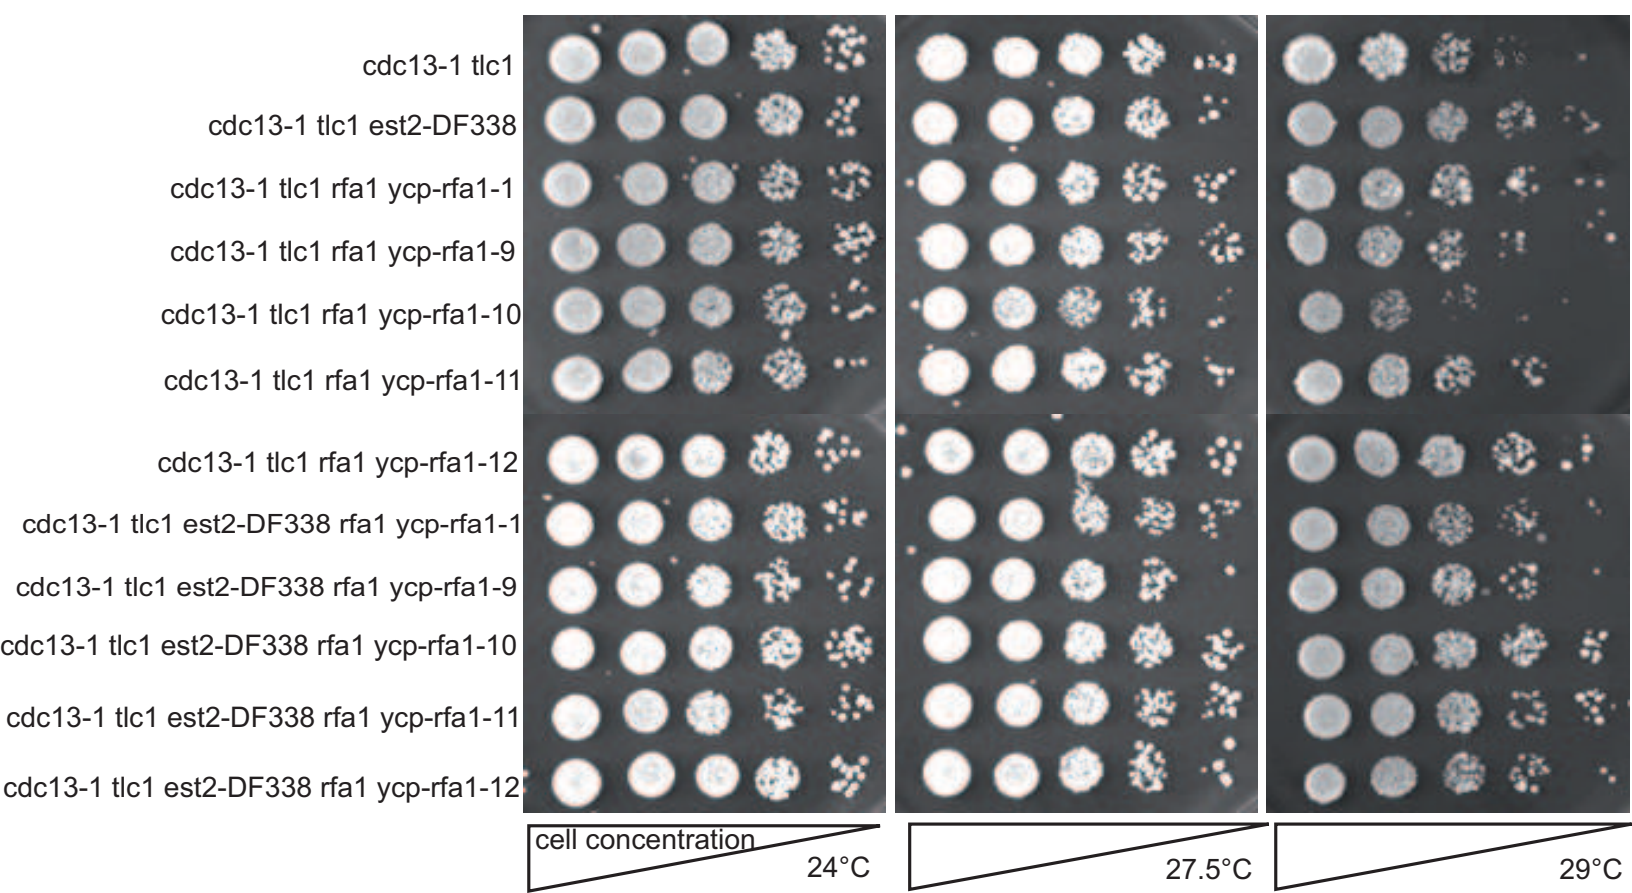 cdc13-1 tlc1
cdc13-1 tlc1 est2-DF338
cdc13-1 tlc1 rfa1 ycp-rfa1-1
cdc13-1 tlc1 rfa1 ycp-rfa1-9
cdc13-1 tlc1 rfa1 ycp-rfa1-10
cdc13-1 tlc1 rfa1 ycp-rfa1-11
cdc13-1 tlc1 rfa1 ycp-rfa1-12
cdc13-1 tlc1 est2-DF338 rfa1 ycp-rfa1-1
cdc13-1 tlc1 est2-DF338 rfa1 ycp-rfa1-9
cdc13-1 tlc1 est2-DF338 rfa1 ycp-rfa1-10
cdc13-1 tlc1 est2-DF338 rfa1 ycp-rfa1-11
cdc13-1 tlc1 est2-DF338 rfa1 ycp-rfa1-12
cell concentration
24°C
27.5°C
29°C